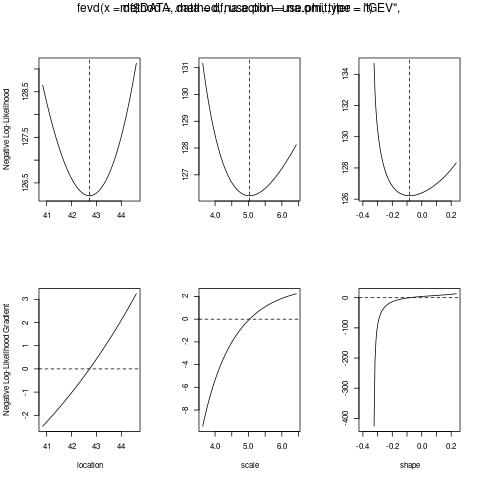 fevd(x =
type = "GEV",
128.5
127.5
126.5
41 42 43 44
Negative Log-Likelihood
131
130
129
128
127
4.0 5.0 6.0
134
132
130
128
126
-0.4 -0.2 0.0 0.2
3
2
1
0
-1
-2
41 42 43 44
location
Negative Log-Likelihood Gradient
2
0
-2
-4
-6
-8
4.0 5.0 6.0
scale
0
-100
-200
-300
-400
-0.4 -0.2 0.0 0.2
shape